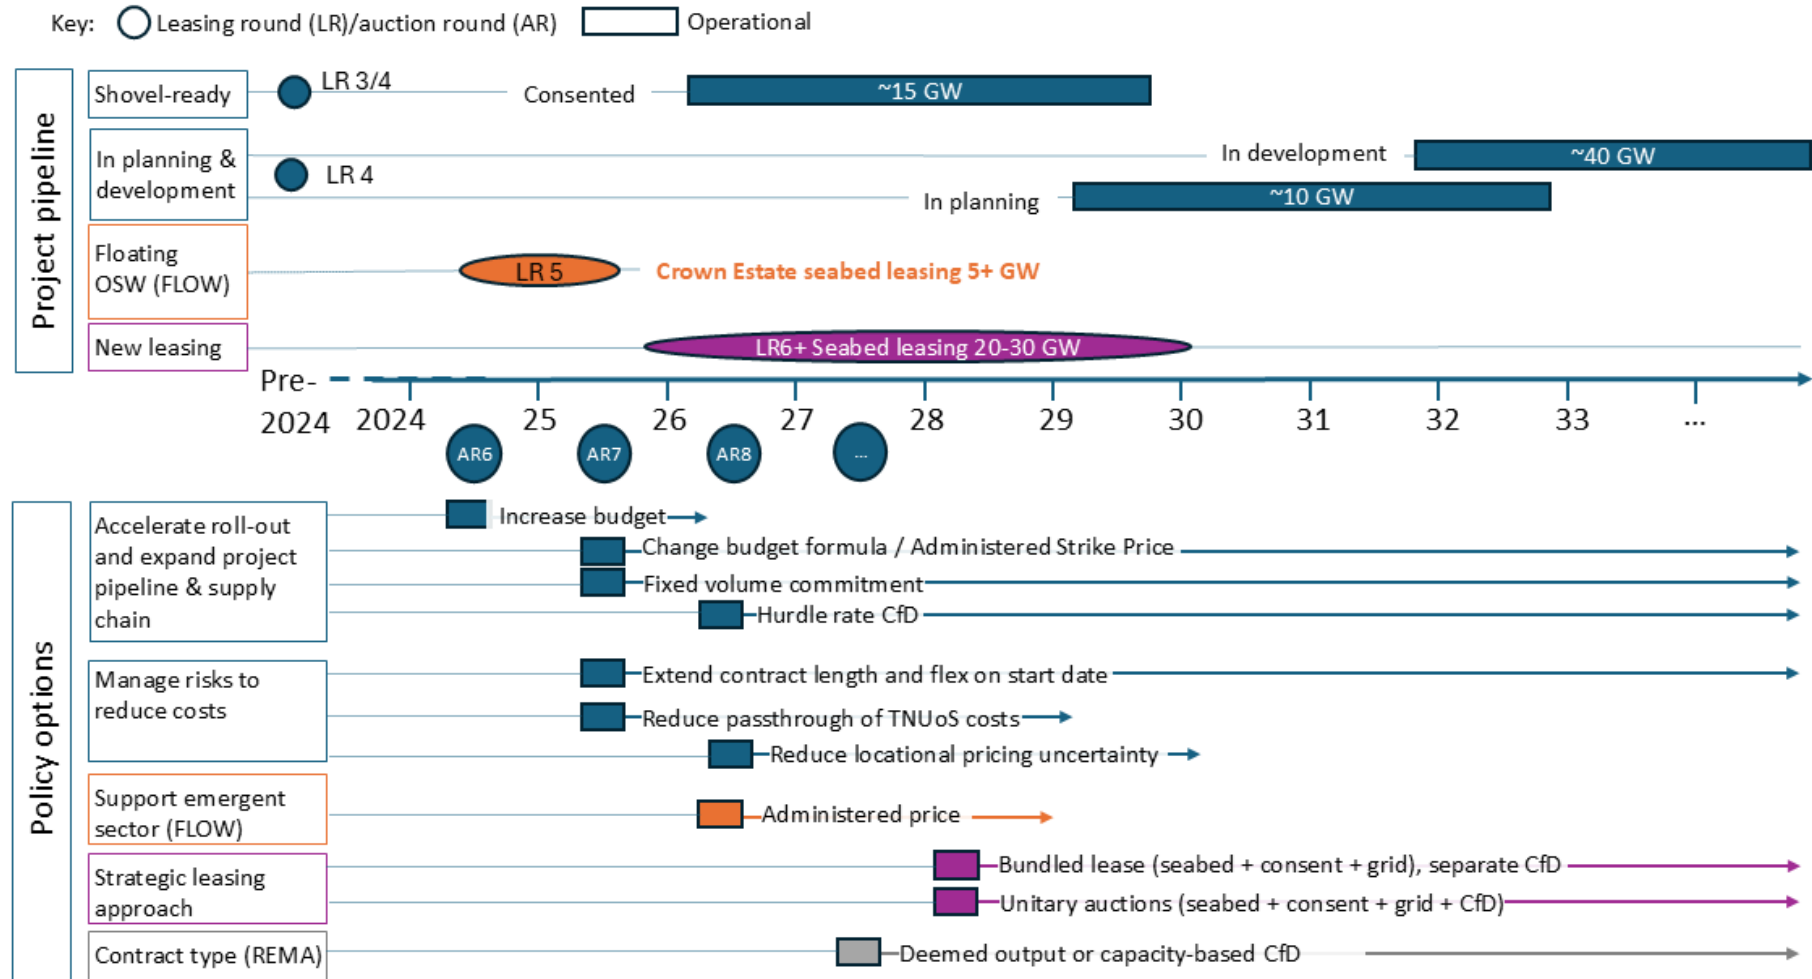 Key: Leasing round (LR)/auction round (AR) Operational
Project pipeline
Shovel-ready
LR 3/4
Consented
~15 GW
In planning &
development
LR 4
In development
~40 GW
In planning
~10 GW
Floating
OSW (FLOW)
LR 5
Crown Estate seabed leasing 5+ GW
New leasing
LR6+ Seabed leasing 20-30 GW
Pre-
2024
2024 25 26 27 28 29 30 31 32 33 ...
AR6 AR7 AR8 ...
Policy options
Accelerate roll-out
and expand project
pipeline & supply
chain
Increase budget
Change budget formula / Administered Strike Price
Fixed volume commitment
Hurdle rate CfD
Manage risks to
reduce costs
Extend contract length and flex on start date
Reduce passthrough of TNUoS costs
Reduce locational pricing uncertainty
Support emergent
sector (FLOW)
Administered price
Strategic leasing
approach
Bundled lease (seabed + consent + grid), separate CfD
Unitary auctions (seabed + consent + grid + CfD)
Contract type (REMA)
Deemed output or capacity-based CfD